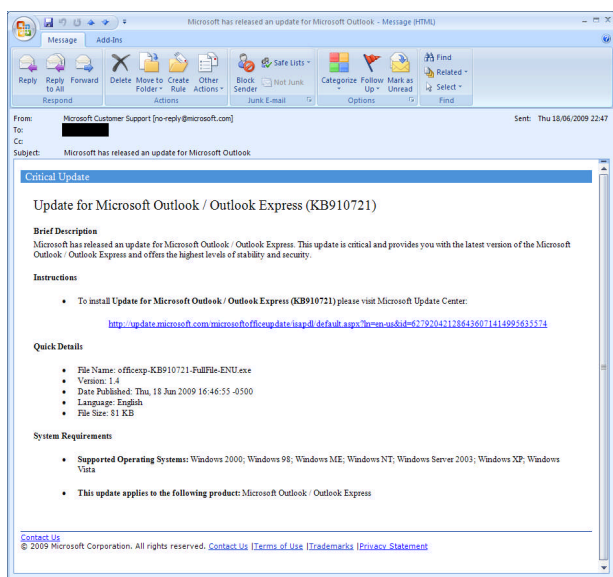 Microsoft has released an update for Microsoft Outlook - Message (HTML)
Message Add-Ins
Reply Reply to All Forward Delete Move to Folder Create Rule Other Actions Block Sender Safe Lists Not Junk Categorize Follow Up Mark as Unread Find Related Select
Respond Actions Junk E-mail Options Find
From: Microsoft Customer Support [no-reply@microsoft.com] Sent: Thu 18/06/2009 22:47
To:
Cc:
Subject: Microsoft has released an update for Microsoft Outlook
Critical Update
Update for Microsoft Outlook / Outlook Express (KB910721)
Brief Description
Microsoft has released an update for Microsoft Outlook / Outlook Express. This update is critical and provides you with the latest version of the Microsoft
Outlook / Outlook Express and offers the highest levels of stability and security.
Instructions
• To install Update for Microsoft Outlook / Outlook Express (KB910721) please visit Microsoft Update Center:
http://update.microsoft.com/microsoftofficeupdate/isapdl/default.aspx?ln=en-us&id=6279204212864360714149956​35574
Quick Details
• File Name: officexp-KB910721-FullFile-ENU.exe
• Version: 1.4
• Date Published: Thu, 18 Jun 2009 16:46:55 -0500
• Language: English
• File Size: 81 KB
System Requirements
• Supported Operating Systems: Windows 2000; Windows 98; Windows ME; Windows NT; Windows Server 2003; Windows XP; Windows
Vista
• This update applies to the following product: Microsoft Outlook / Outlook Express
Contact Us
© 2009 Microsoft Corporation. All rights reserved. Contact Us |Terms of Use |Trademarks |Privacy Statement